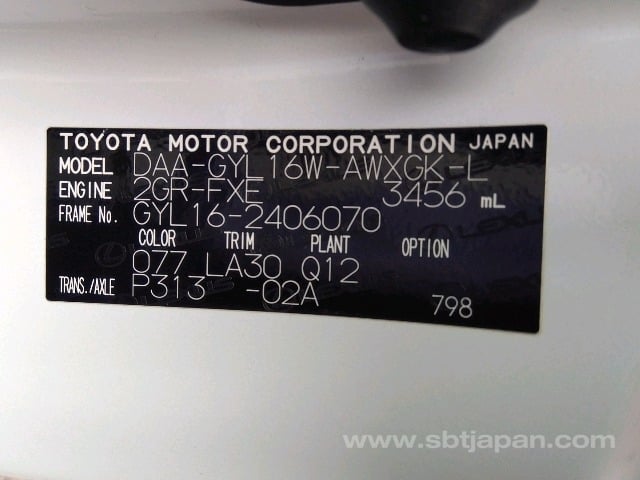 TOYOTA MOTOR CORPORATION JAPAN
MODEL DAA-GYL16W-AWXGK-L
ENGINE 2GR-FXE 3456 mL
FRAME No. GYL16-2406070
COLOR TRIM PLANT OPTION
077 LA30 Q12
TRANS./AXLE P313 -02A
798
www.sbtjapan.com